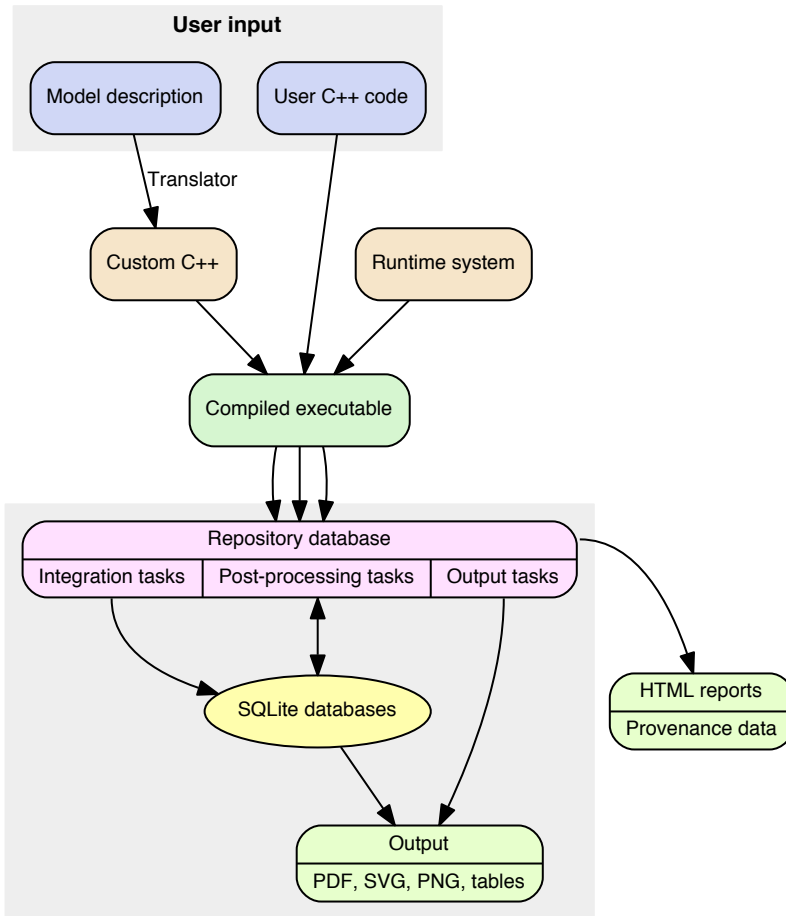 User input
Model description
User C++ code
Translator
Custom C++
Runtime system
Compiled executable
Repository database
Integration tasks
Post-processing tasks
Output tasks
SQLite databases
HTML reports
Provenance data
Output
PDF, SVG, PNG, tables